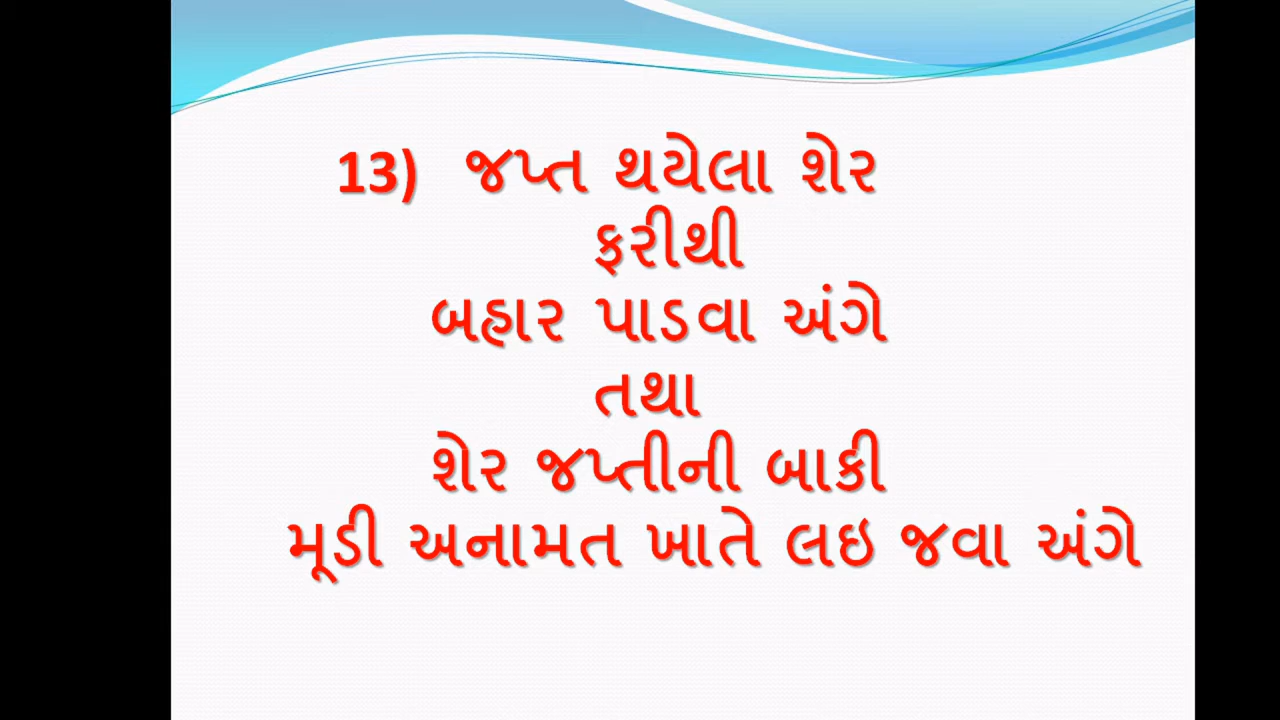 13) જપ્ત થયેલા શેર
ફરીથી
બહાર પાડવા અંગે
તથા
શેર જપ્તીની બાકી
મૂડી અનામત ખાતે લઇ જવા અંગે